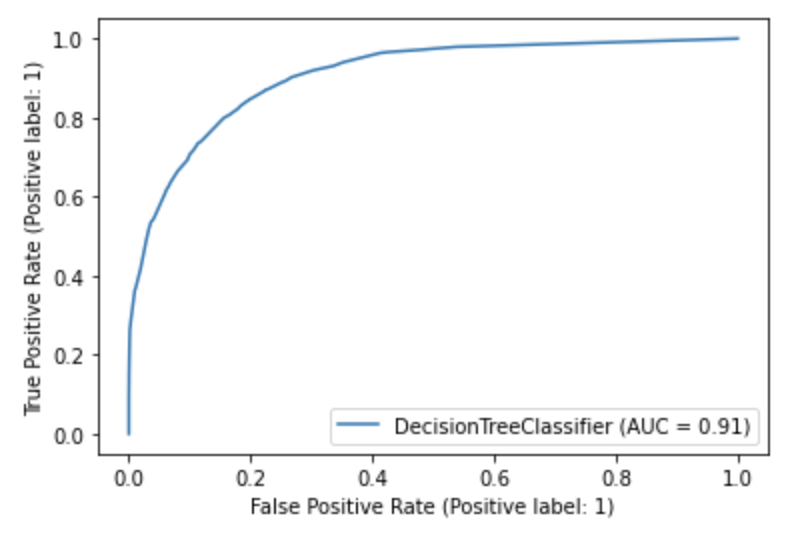 1.0
0.8
0.6
0.4
0.2
0.0
True Positive Rate (Positive label: 1)
DecisionTreeClassifier (AUC = 0.91)
0.0 0.2 0.4 0.6 0.8 1.0
False Positive Rate (Positive label: 1)